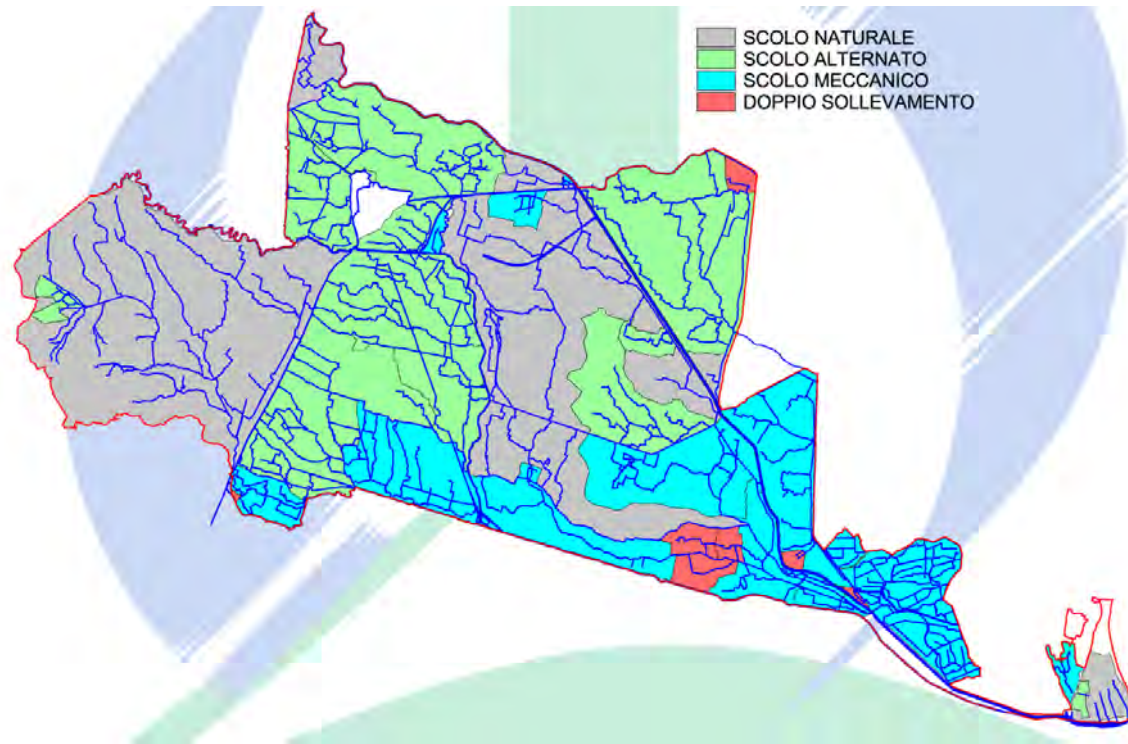 SCOLO NATURALE
SCOLO ALTERNATO
SCOLO MECCANICO
DOPPIO SOLLEVAMENTO